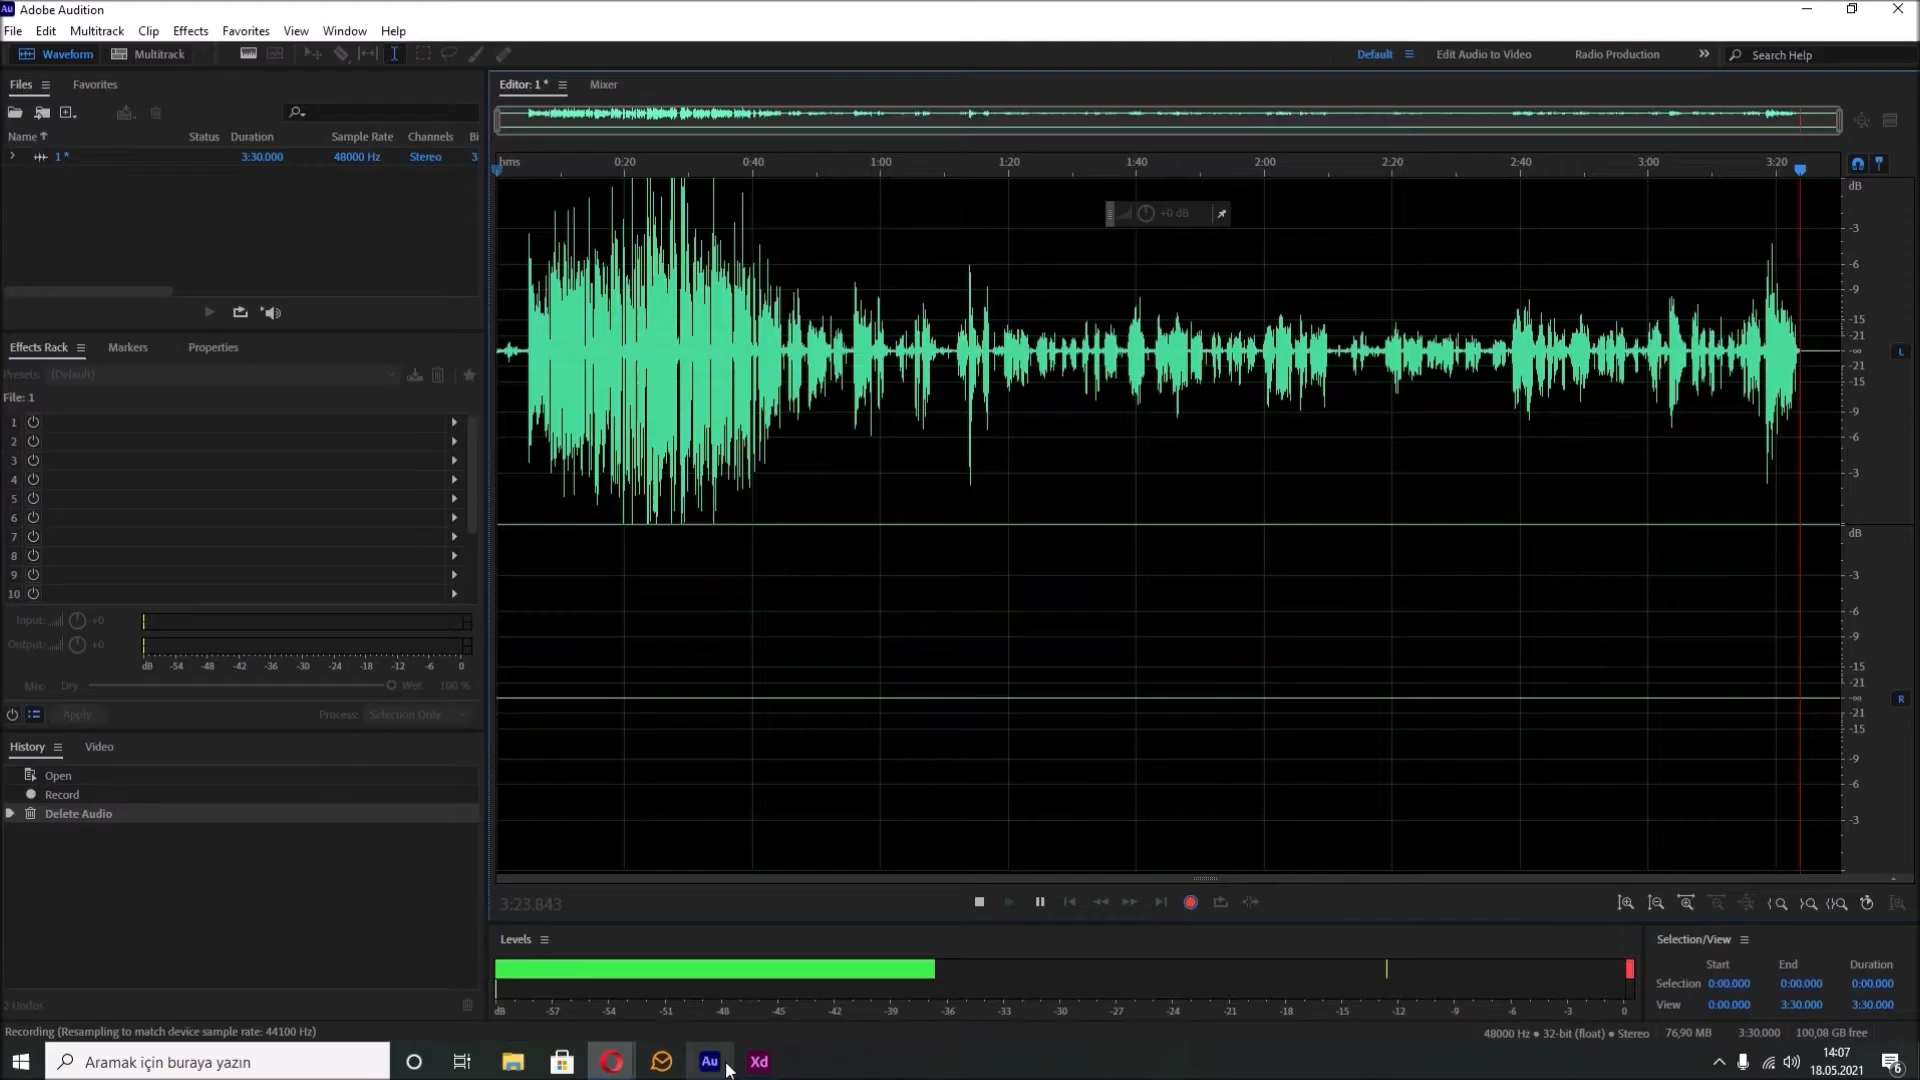 Adobe Audition
File Edit Multitrack Clip Effects Favorites View Window Help
Waveform Multitrack Default Edit Audio to Video Radio Production Search Help
Files Favorites
Name Status Duration Sample Rate Channels Bi
1 * 3:30.000 48000 Hz Stereo 3
Effects Rack Markers Properties
Presets: (Default)
File: 1
1
2
3
4
5
6
7
8
9
10
Input: +0
Output: +0
dB -54 -48 -42 -36 -30 -24 -18 -12 -6 0
Mix: Dry Wet 100 %
Apply Process: Selection Only
History Video
Open
Record
Delete Audio
2 Undos
Editor: 1 * Mixer
hms 0:20 0:40 1:00 1:20 1:40 2:00 2:20 2:40 3:00 3:20
+0 dB
dB
-3
-6
-9
-15
-21
-∞
L
-21
-15
-9
-6
-3
dB
-3
-6
-9
-15
-21
-∞
R
-21
-15
-9
-6
-3
3:23.843
Levels
dB -57 -54 -51 -48 -45 -42 -39 -36 -33 -30 -27 -24 -21 -18 -15 -12 -9 -6 -3 0
Selection/View
Start End Duration
Selection 0:00.000 0:00.000 0:00.000
View 0:00.000 3:30.000 3:30.000
Recording (Resampling to match device sample rate: 44100 Hz) 48000 Hz • 32-bit (float) • Stereo 76,90 MB 3:30.000 100,08 GB free
Aramak için buraya yazın
Au
Xd
14:07
18.05.2021
6